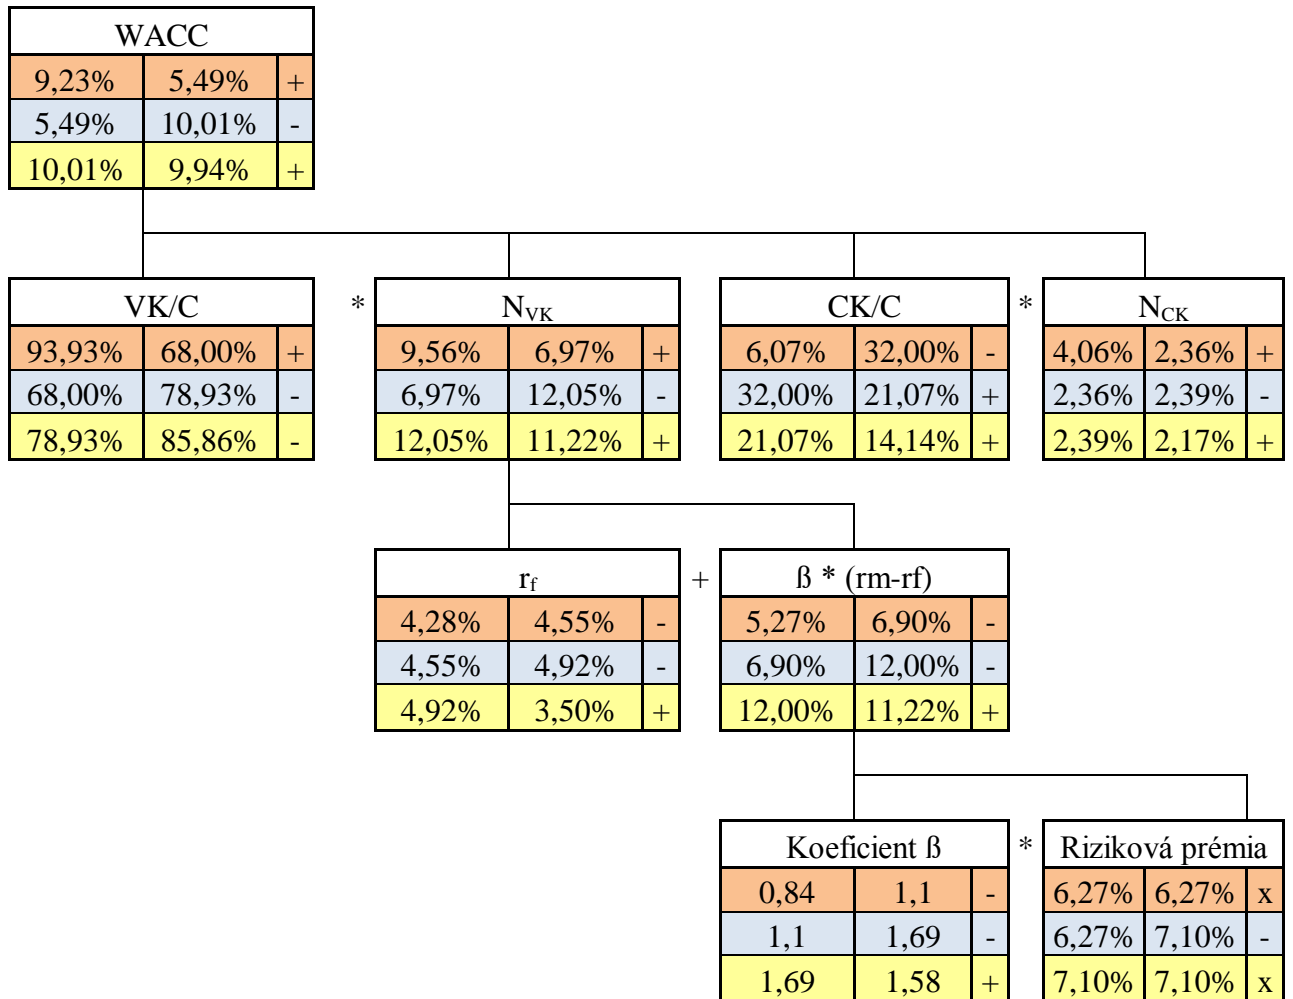 WACC
9,23% 5,49% +
5,49% 10,01% -
10,01% 9,94% +
VK/C * N_VK CK/C * N_CK
93,93% 68,00% + 9,56% 6,97% + 6,07% 32,00% - 4,06% 2,36% +
68,00% 78,93% - 6,97% 12,05% - 32,00% 21,07% + 2,36% 2,39% -
78,93% 85,86% - 12,05% 11,22% + 21,07% 14,14% + 2,39% 2,17% +
r_f + ß * (rm-rf)
4,28% 4,55% - 5,27% 6,90% -
4,55% 4,92% - 6,90% 12,00% -
4,92% 3,50% + 12,00% 11,22% +
Koeficient ß * Riziková prémia
0,84 1,1 - 6,27% 6,27% x
1,1 1,69 - 6,27% 7,10% -
1,69 1,58 + 7,10% 7,10% x